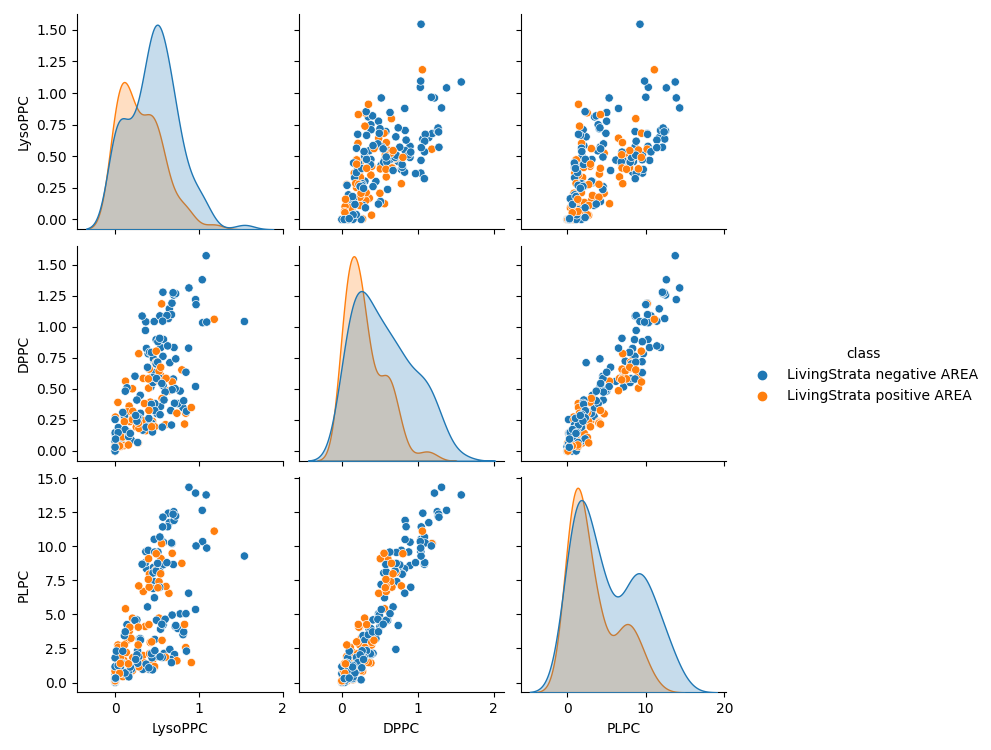 LysoPPC
1.50
1.25
1.00
0.75
0.50
0.25
0.00
DPPC
1.50
1.25
1.00
0.75
0.50
0.25
0.00
class
LivingStrata negative AREA
LivingStrata positive AREA
PLPC
15.0
12.5
10.0
7.5
5.0
2.5
0.0
0 1 2
0 1 2
0 10 20
LysoPPC
DPPC
PLPC